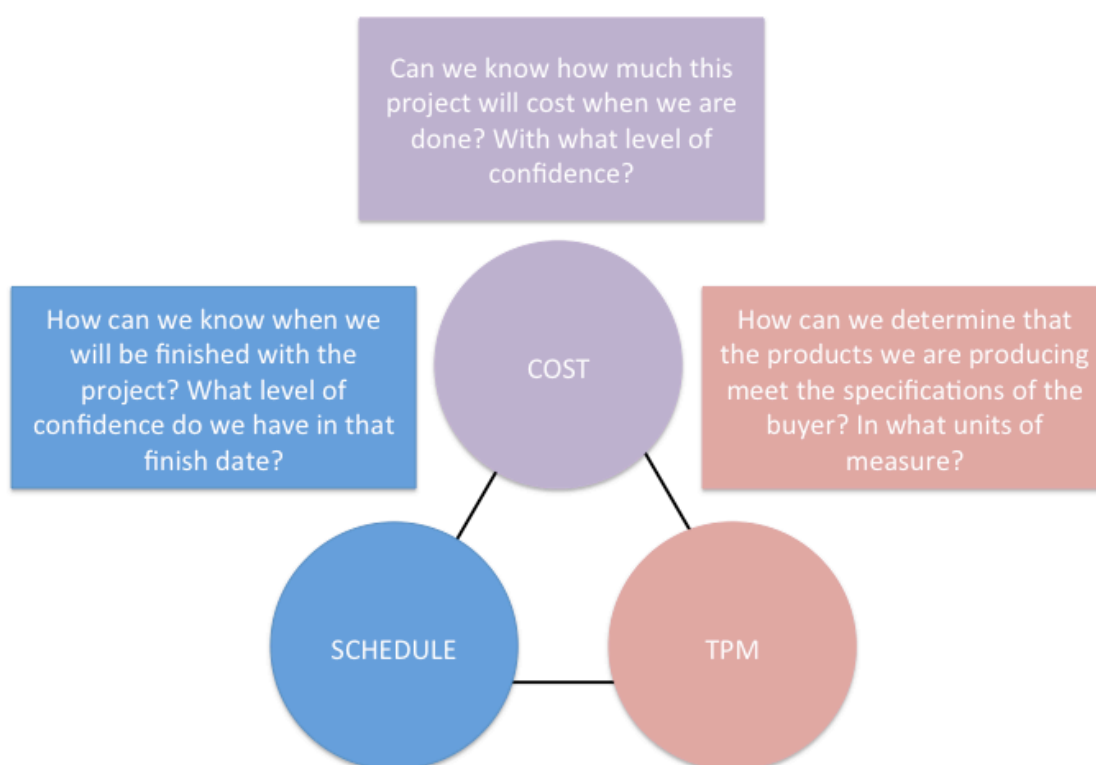 Can we know how much this
project will cost when we are
done? With what level of
confidence?
How can we know when we
will be finished with the
project? What level of
confidence do we have in that
finish date?
How can we determine that
the products we are producing
meet the specifications of the
buyer? In what units of
measure?
COST
SCHEDULE
TPM